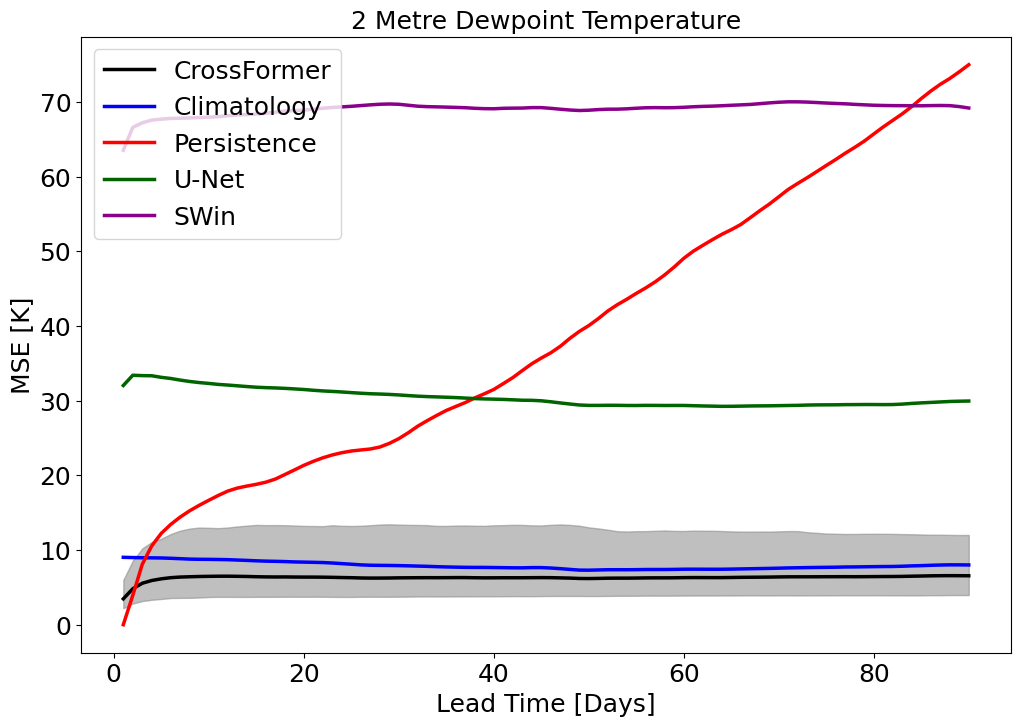 2 Metre Dewpoint Temperature
CrossFormer
Climatology
Persistence
U-Net
SWin
MSE [K]
70
60
50
40
30
20
10
0
0 20 40 60 80
Lead Time [Days]